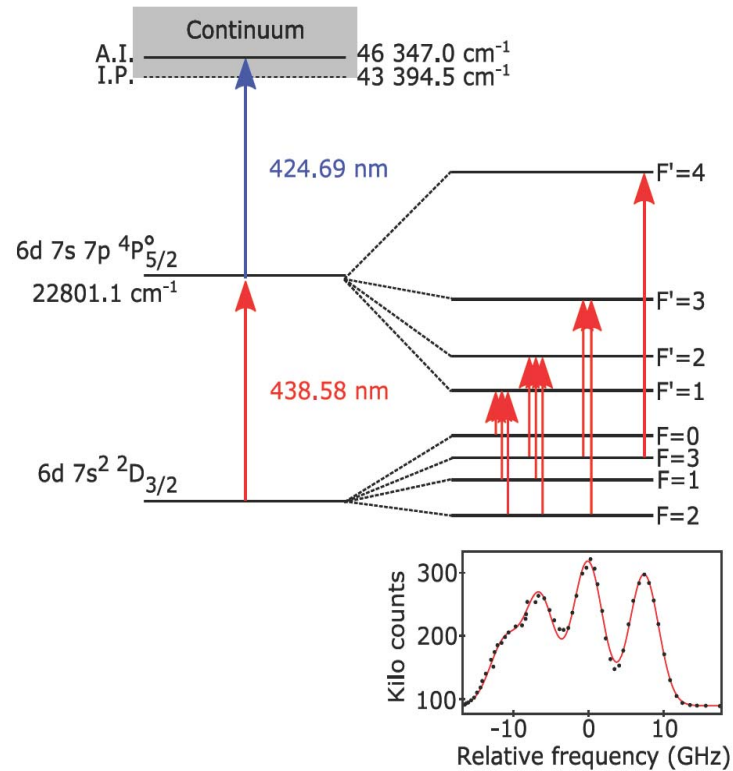 Continuum
A.I. 46 347.0 cm⁻¹
I.P. 43 394.5 cm⁻¹
424.69 nm
F'=4
6d 7s 7p ⁴P°₅/₂
22801.1 cm⁻¹
F'=3
F'=2
438.58 nm
F'=1
F=0
F=3
6d 7s² ²D₃/₂
F=1
F=2
300
200
100
Kilo counts
-10 0 10
Relative frequency (GHz)